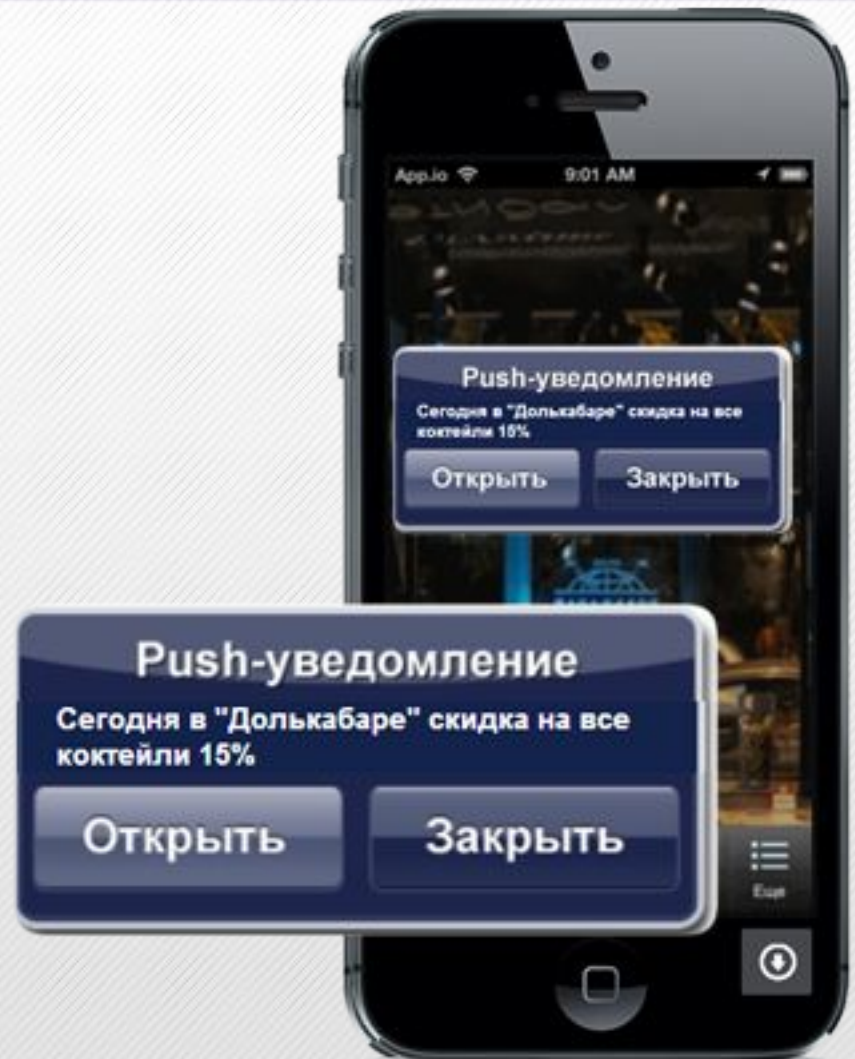 App.io 9:01 AM
Push-уведомление
Сегодня в "Долькабаре" скидка на все
коктейли 15%
Открыть Закрыть
Push-уведомление
Сегодня в "Долькабаре" скидка на все
коктейли 15%
Открыть Закрыть
Еще